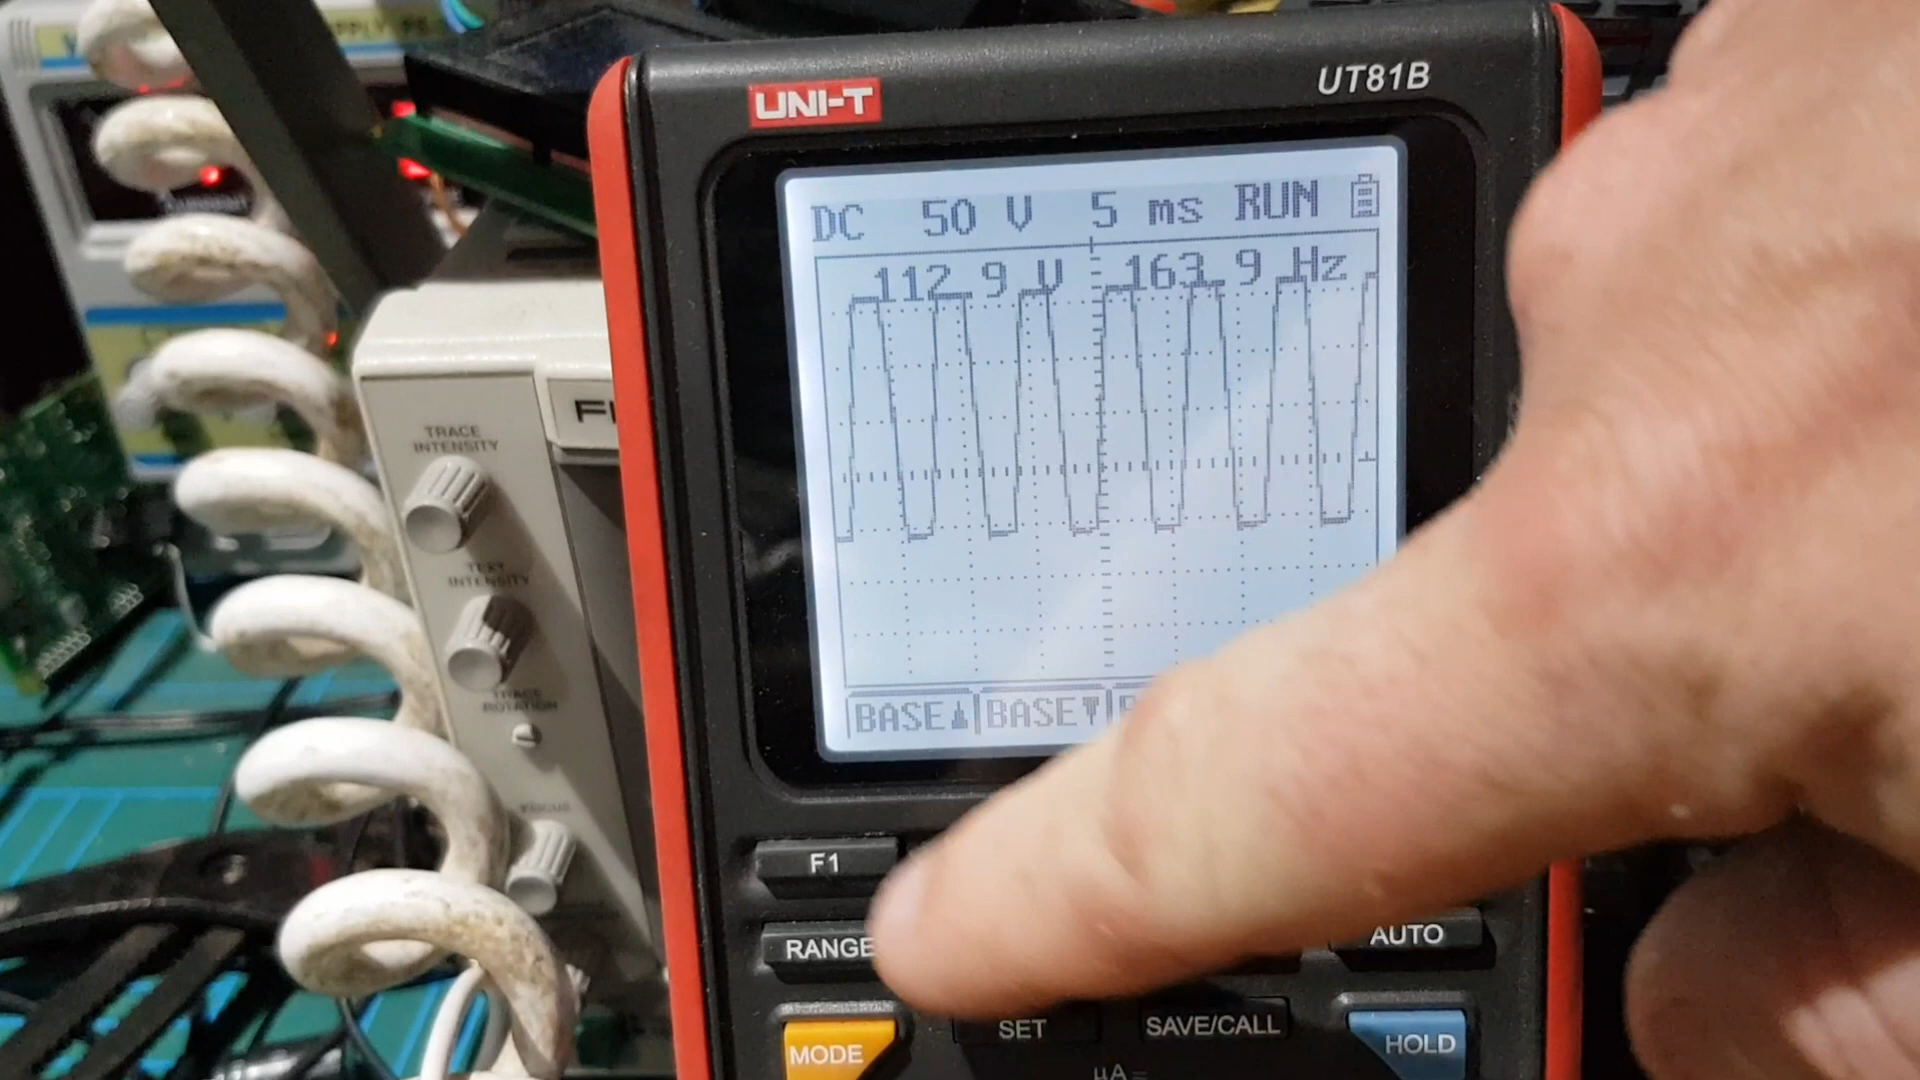 UNI-T
UT81B
DC 50 V 5 ms RUN
112.9 V 163.9 Hz
TRACE
INTENSITY
TEXT
INTENSITY
TRACE
ROTATION
FOCUS
BASE▲ BASE▼
F1
RANGE
AUTO
MODE
SET
SAVE/CALL
HOLD
µA